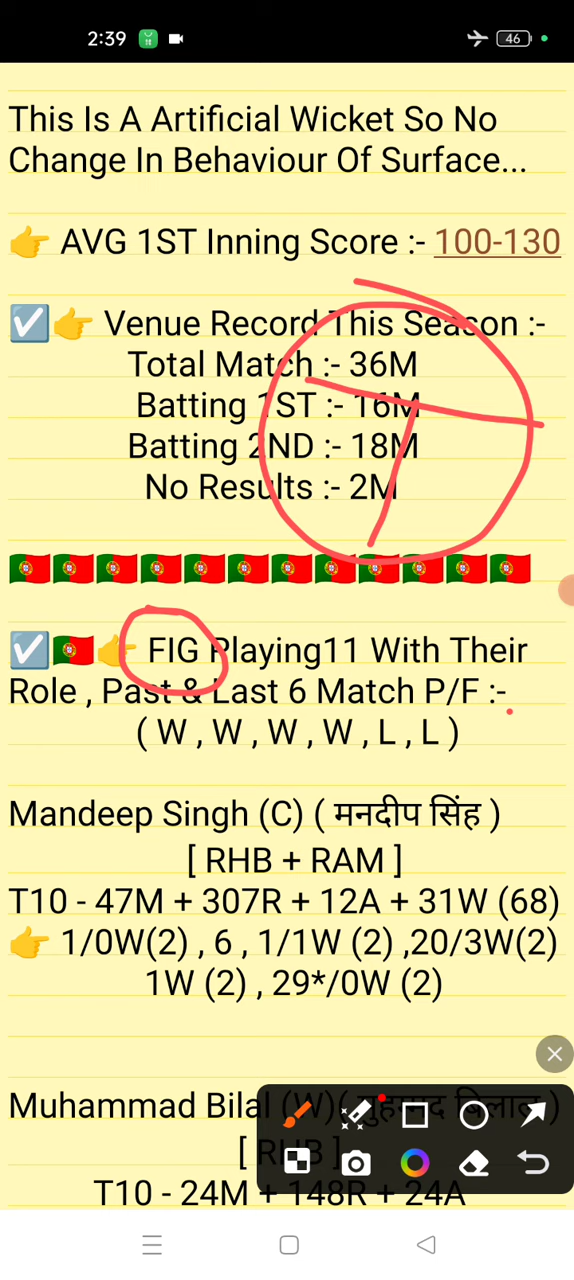 2:39
46
This Is A Artificial Wicket So No
Change In Behaviour Of Surface...
👉 AVG 1ST Inning Score :- 100-130
☑️👉 Venue Record This Season :-
Total Match :- 36M
Batting 1ST :- 16M
Batting 2ND :- 18M
No Results :- 2M
🇵🇹🇵🇹🇵🇹🇵🇹🇵🇹🇵🇹🇵🇹🇵🇹🇵🇹🇵🇹🇵🇹🇵🇹
☑️🇵🇹👉 FIG Playing11 With Their
Role , Past & Last 6 Match P/F :-
( W , W , W , W , L , L )
Mandeep Singh (C) ( मनदीप सिंह )
[ RHB + RAM ]
T10 - 47M + 307R + 12A + 31W (68)
👉 1/0W(2) , 6 , 1/1W (2) ,20/3W(2)
1W (2) , 29*/0W (2)
Muhammad Bilal (W)( मुहम्मद बिलाल )
[ RHB ]
T10 - 24M + 148R + 24A